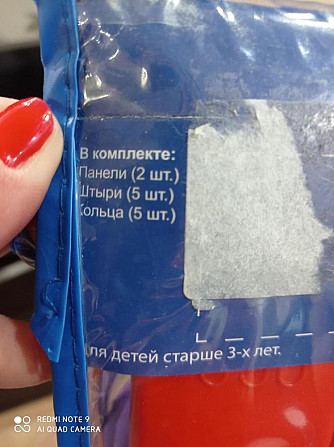 В комплекте:
Панели (2 шт.)
Штыри (5 шт.)
Кольца (5 шт.)
Для детей старше 3-х лет.
REDMI NOTE 9
AI QUAD CAMERA